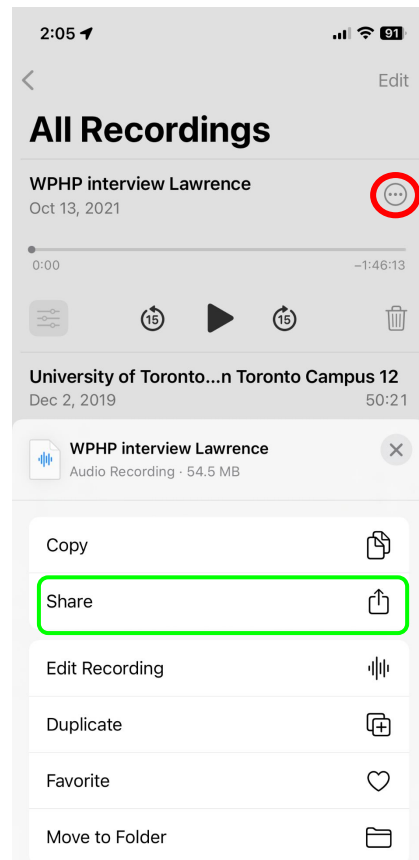 2:05
91
Edit
All Recordings
WPHP interview Lawrence
Oct 13, 2021
0:00 −1:46:13
15 15
University of Toronto...n Toronto Campus 12
Dec 2, 2019 50:21
WPHP interview Lawrence
Audio Recording · 54.5 MB
Copy
Share
Edit Recording
Duplicate
Favorite
Move to Folder